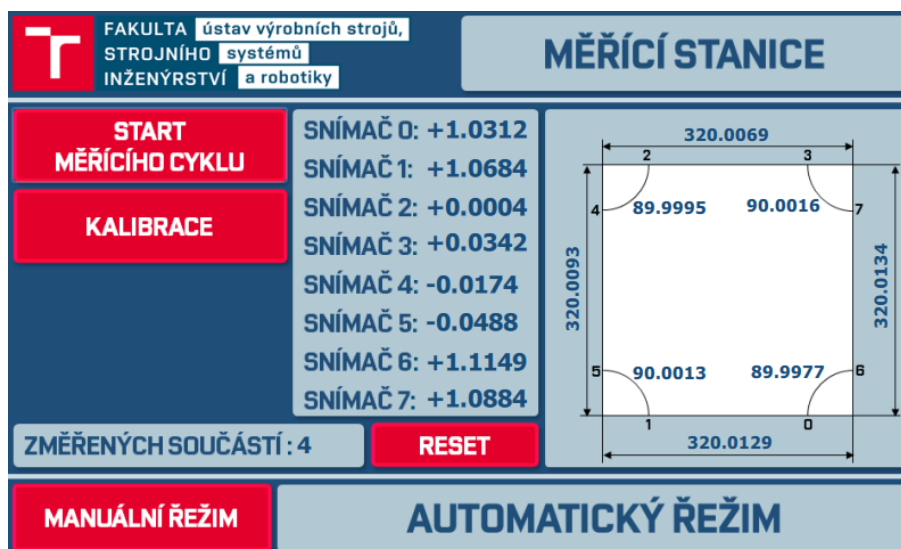 FAKULTA ústav výrobních strojů,
STROJNÍHO systémů
INŽENÝRSTVÍ a robotiky
MĚŘÍCÍ STANICE
START
MĚŘÍCÍHO CYKLU
KALIBRACE
SNÍMAČ 0: +1.0312
SNÍMAČ 1: +1.0684
SNÍMAČ 2: +0.0004
SNÍMAČ 3: +0.0342
SNÍMAČ 4: -0.0174
SNÍMAČ 5: -0.0488
SNÍMAČ 6: +1.1149
SNÍMAČ 7: +1.0884
320.0069
2 3
4 89.9995 90.0016 7
320.0093
320.0134
5 90.0013 89.9977 6
1 0
320.0129
ZMĚŘENÝCH SOUČÁSTÍ : 4
RESET
MANUÁLNÍ REŽIM
AUTOMATICKÝ REŽIM